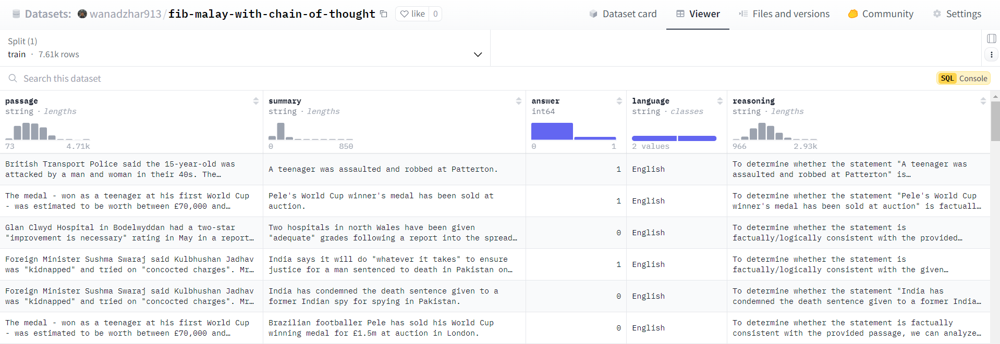 Datasets: wanadzhar913/fib-malay-with-chain-of-thought like 0
Dataset card Viewer Files and versions Community Settings
Split (1)
train · 7.61k rows
Search this dataset
SQL Console
passage
string · lengths
73 4.71k
summary
string · lengths
0 850
answer
int64
0 1
language
string · classes
2 values
reasoning
string · lengths
966 2.93k
British Transport Police said the 15-year-old was
attacked by a man and woman in their 40s. The…
A teenager was assaulted and robbed at Patterton.
1
English
To determine whether the statement "A teenager was
assaulted and robbed at Patterton" is…
The medal - won as a teenager at his first World Cup
- was estimated to be worth between £70,000 and…
Pele's World Cup winner's medal has been sold at
auction.
1
English
To determine whether the statement "Pele's World Cup
winner's medal has been sold at auction" is factuall…
Glan Clwyd Hospital in Bodelwyddan had a two-star
"improvement is necessary" rating in May in a report…
Two hospitals in north Wales have been given
"adequate" grades following a report into the spread…
0
English
To determine whether the statement is
factually/logically consistent with the provided…
Foreign Minister Sushma Swaraj said Kulbhushan Jadhav
was "kidnapped" and tried on "concocted charges". Mr…
India says it will do "whatever it takes" to ensure
justice for a man sentenced to death in Pakistan on…
1
English
To determine whether the statement is
factually/logically consistent with the given…
Foreign Minister Sushma Swaraj said Kulbhushan Jadhav
was "kidnapped" and tried on "concocted charges". Mr…
India has condemned the death sentence given to a
former Indian spy for spying in Pakistan.
0
English
To determine whether the statement "India has
condemned the death sentence given to a former India…
The medal - won as a teenager at his first World Cup
- was estimated to be worth between £70,000 and…
Brazilian footballer Pele has sold his World Cup
winning medal for £1.5m at auction in London.
0
English
To determine whether the statement is factually
consistent with the provided passage, we can analyze…